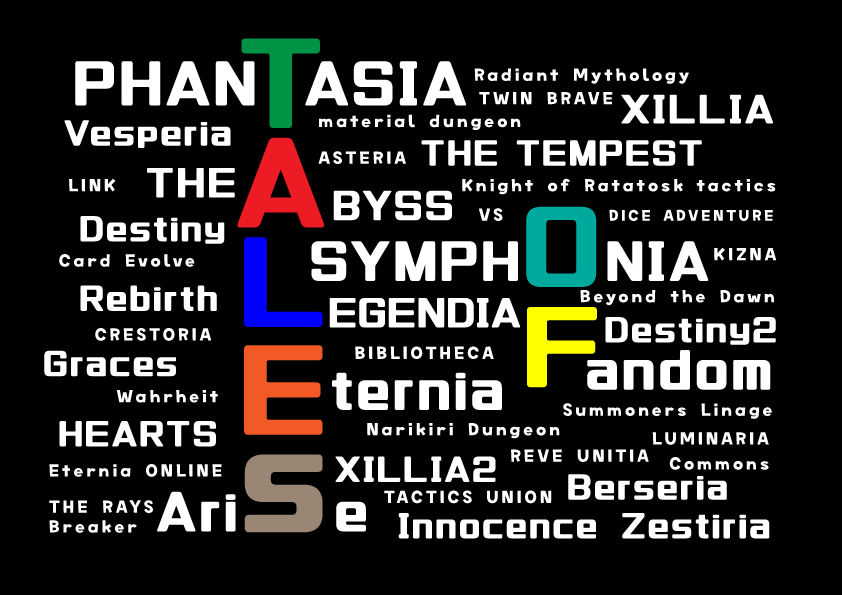 PHANTASIA
Radiant Mythology
TWIN BRAVE
XILLIA
material dungeon
Vesperia
ASTERIA
THE TEMPEST
LINK
THE
ABYSS
Knight of Ratatosk tactics
VS
DICE ADVENTURE
Destiny
SYMPHONIA
KIZNA
Card Evolve
Rebirth
LEGENDIA
Beyond the Dawn
Destiny2
CRESTORIA
Graces
BIBLIOTHECA
Fandom
Wahrheit
Eternia
Summoners Linage
HEARTS
Narikiri Dungeon
LUMINARIA
Eternia ONLINE
XILLIA2
REVE UNITIA
Commons
THE RAYS
Breaker
AriSe
TACTICS UNION
Berseria
Innocence
Zestiria